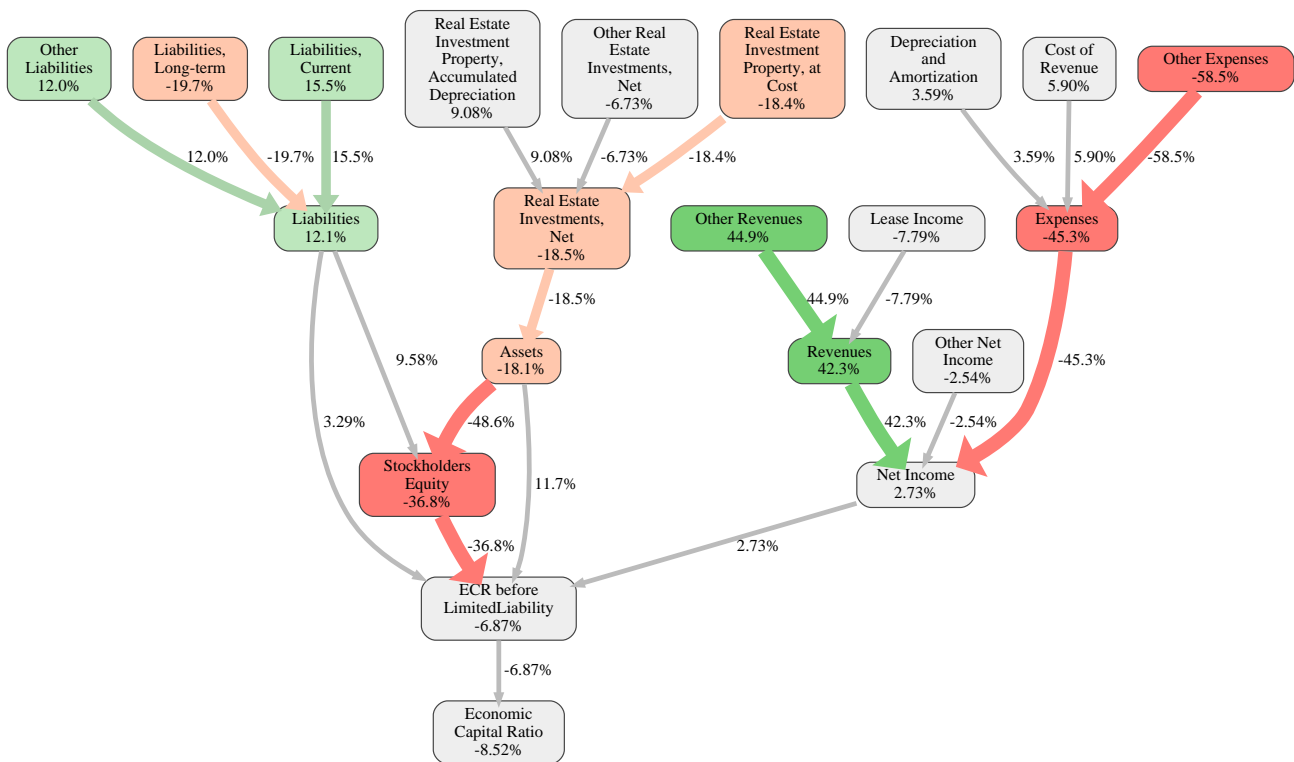 Other
Liabilities
12.0%
Liabilities,
Long-term
-19.7%
Liabilities,
Current
15.5%
Real Estate
Investment
Property,
Accumulated
Depreciation
9.08%
Other Real
Estate
Investments,
Net
-6.73%
Real Estate
Investment
Property, at
Cost
-18.4%
Depreciation
and
Amortization
3.59%
Cost of
Revenue
5.90%
Other Expenses
-58.5%
12.0%
-19.7%
15.5%
9.08%
-6.73%
-18.4%
3.59%
5.90%
-58.5%
Liabilities
12.1%
Real Estate
Investments,
Net
-18.5%
Other Revenues
44.9%
Lease Income
-7.79%
Expenses
-45.3%
-18.5%
44.9%
-7.79%
Assets
-18.1%
Revenues
42.3%
Other Net
Income
-2.54%
9.58%
-45.3%
3.29%
-48.6%
42.3%
-2.54%
Stockholders
Equity
-36.8%
11.7%
Net Income
2.73%
-36.8%
2.73%
ECR before
LimitedLiability
-6.87%
-6.87%
Economic
Capital Ratio
-8.52%